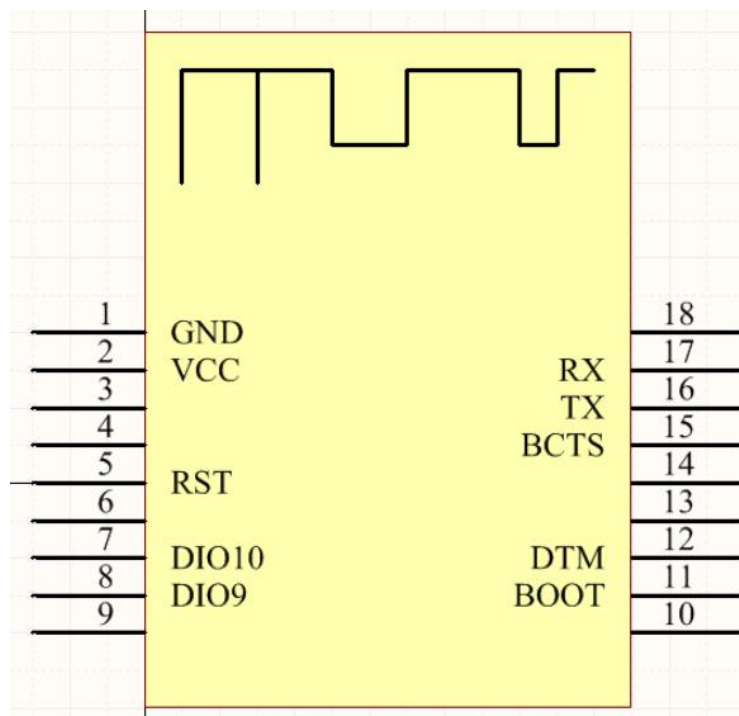 1 18
GND
2 17
VCC RX
3 16
TX
4 15
BCTS
5 14
RST
6 13
7 12
DIO10 DTM
8 11
DIO9 BOOT
9 10